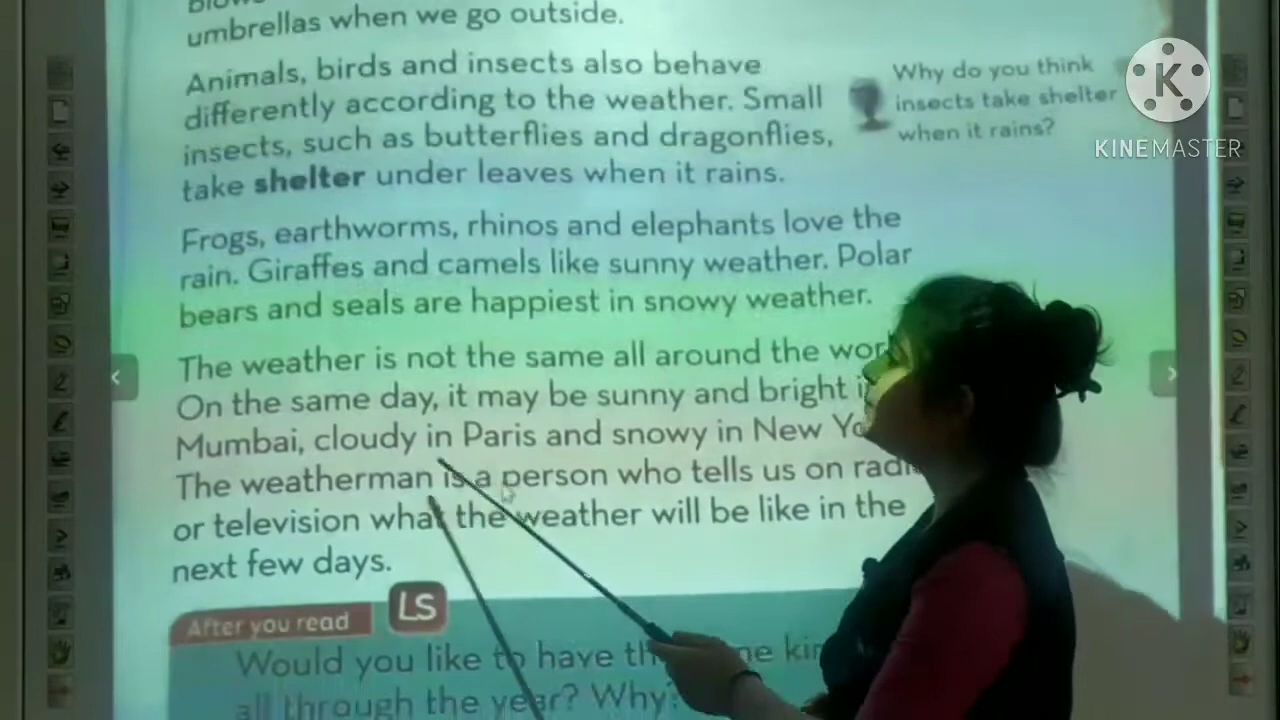 umbrellas when we go outside.
Animals, birds and insects also behave
differently according to the weather. Small
insects, such as butterflies and dragonflies,
take shelter under leaves when it rains.
Why do you think
insects take shelter
when it rains?
K
KINEMASTER
Frogs, earthworms, rhinos and elephants love the
rain. Giraffes and camels like sunny weather. Polar
bears and seals are happiest in snowy weather.
The weather is not the same all around the
On the same day, it may be sunny and bright
Mumbai, cloudy in Paris and snowy in New
The weatherman is a person who tells us on
or television what the weather will be like in the
next few days.
After you read
LS
Would you like to have
all through the year? Why?